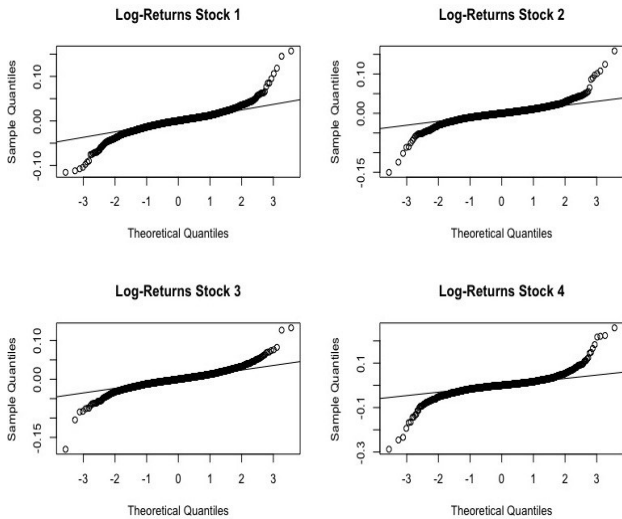 Log-Returns Stock 1
Sample Quantiles
0.10
0.00
-0.10
-3 -2 -1 0 1 2 3
Theoretical Quantiles
Log-Returns Stock 2
Sample Quantiles
0.10
0.00
-0.15
-3 -2 -1 0 1 2 3
Theoretical Quantiles
Log-Returns Stock 3
Sample Quantiles
0.10
0.00
-0.15
-3 -2 -1 0 1 2 3
Theoretical Quantiles
Log-Returns Stock 4
Sample Quantiles
0.1
-0.1
-0.3
-3 -2 -1 0 1 2 3
Theoretical Quantiles